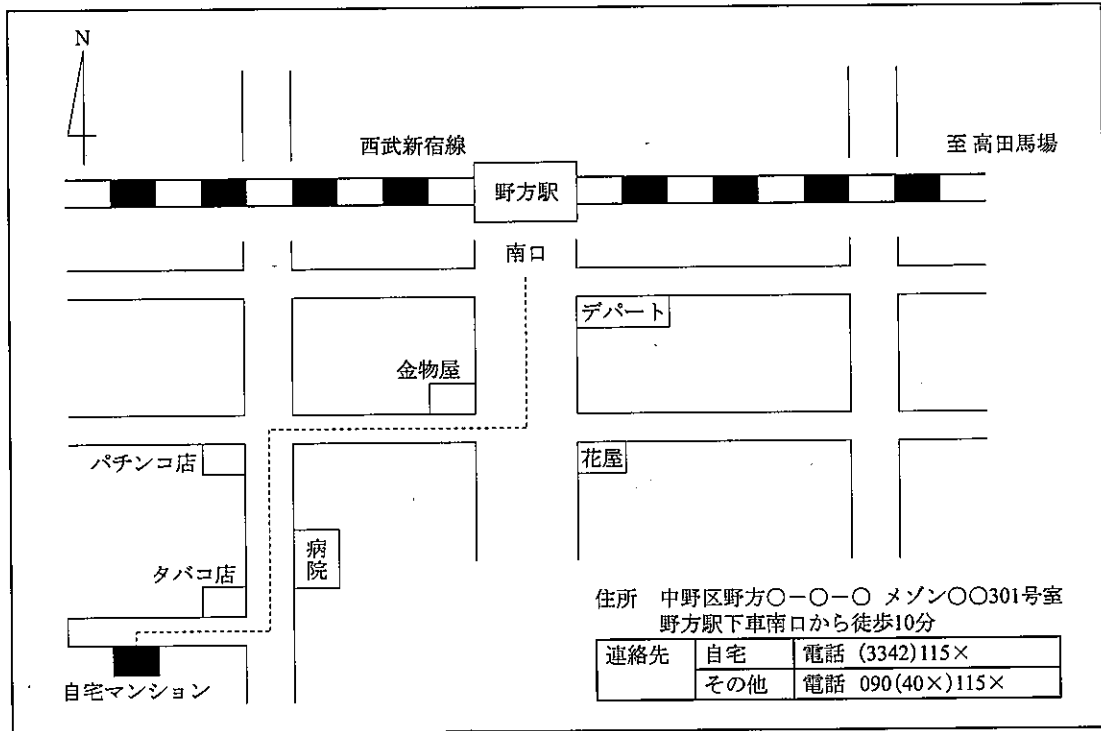 N
西武新宿線
至 高田馬場
野方駅
南口
デパート
金物屋
パチンコ店
花屋
病院
タバコ店
自宅マンション
住所 中野区野方○−○−○ メゾン○○301号室
野方駅下車南口から徒歩10分
連絡先 自宅 電話 (3342)115×
その他 電話 090(40×)115×